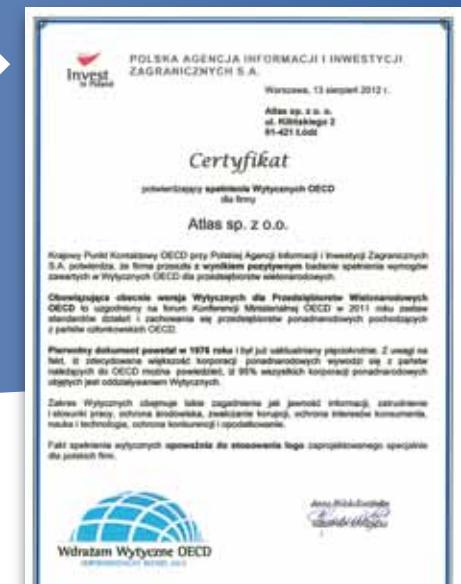 Invest
in Poland
POLSKA AGENCJA INFORMACJI I INWESTYCJI
ZAGRANICZNYCH S.A.
Warszawa, 13 sierpień 2012 r.
Atlas sp. z o. o.
ul. Kilińskiego 2
91-421 Łódź
Certyfikat
potwierdzający spełnienie Wytycznych OECD
dla firmy
Atlas sp. z o.o.
Krajowy Punkt Kontaktowy OECD przy Polskiej Agencji Informacji i Inwestycji Zagranicznych
S.A. potwierdza, że firma przeszła z wynikiem pozytywnym badanie spełnienia wymogów
zawartych w Wytycznych OECD dla przedsiębiorstw wielonarodowych.
Obowiązująca obecnie wersja Wytycznych dla Przedsiębiorstw Wielonarodowych
OECD to uzgodniony na forum Konferencji Ministerialnej OECD w 2011 roku zestaw
standardów działań i zachowania się przedsiębiorstw ponadnarodowych pochodzących
z państw członkowskich OECD.
Pierwotny dokument powstał w 1976 roku i był już uaktualniany pięciokrotnie. Z uwagi na
fakt, iż zdecydowana większość korporacji ponadnarodowych wywodzi się z państw
należących do OECD można powiedzieć, iż 95% wszystkich korporacji ponadnarodowych
objętych jest oddziaływaniem Wytycznych.
Zakres Wytycznych obejmuje takie zagadnienia jak jawność informacji, zatrudnienie
i stosunki pracy, ochrona środowiska, zwalczanie korupcji, ochrona interesów konsumenta,
nauka i technologia, ochrona konkurencji i opodatkowanie.
Fakt spełnienia wytycznych upoważnia do stosowania logo zaprojektowanego specjalnie
dla polskich firm.
Wdrażam Wytyczne OECD